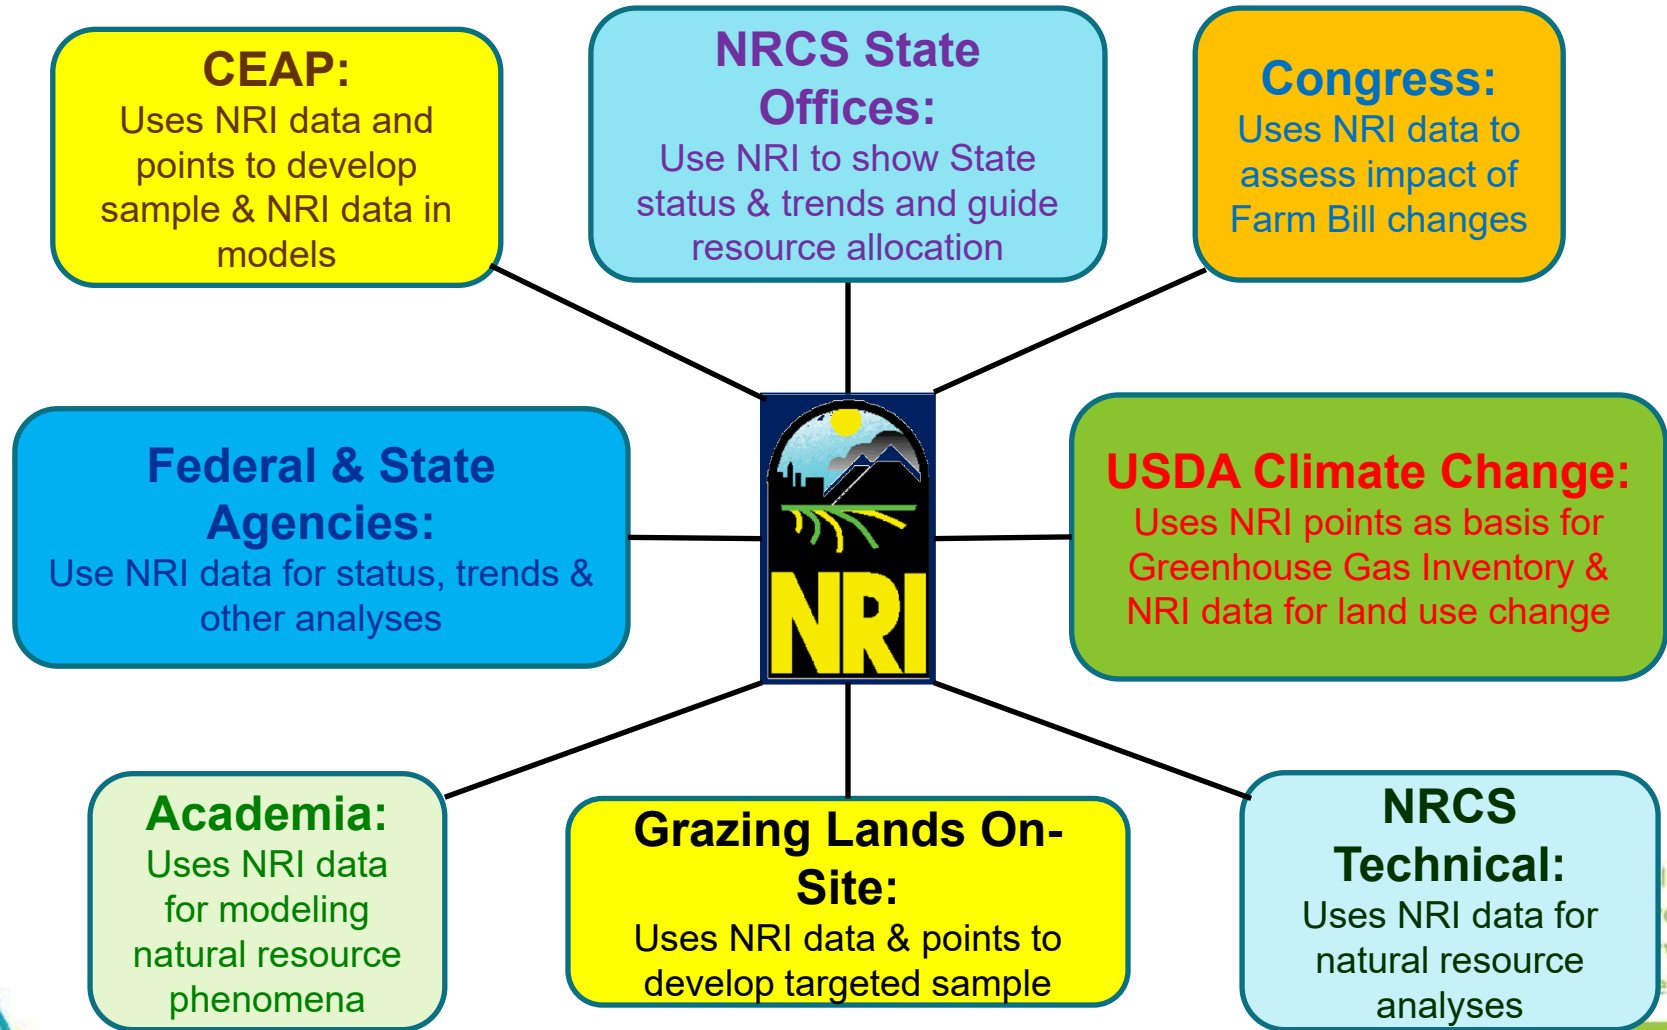 CEAP:
Uses NRI data and
points to develop
sample & NRI data in
models
NRCS State
Offices:
Use NRI to show State
status & trends and guide
resource allocation
Congress:
Uses NRI data to
assess impact of
Farm Bill changes
Federal & State
Agencies:
Use NRI data for status, trends &
other analyses
NRI
USDA Climate Change:
Uses NRI points as basis for
Greenhouse Gas Inventory &
NRI data for land use change
Academia:
Uses NRI data
for modeling
natural resource
phenomena
Grazing Lands On-
Site:
Uses NRI data & points to
develop targeted sample
NRCS
Technical:
Uses NRI data for
natural resource
analyses